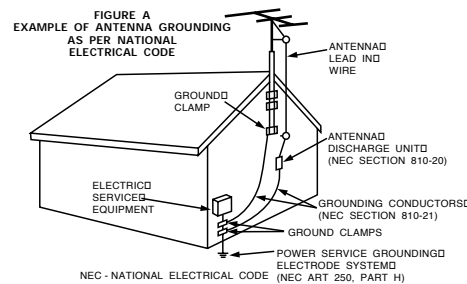 FIGURE A
EXAMPLE OF ANTENNA GROUNDING
AS PER NATIONAL
ELECTRICAL CODE
ANTENNA
LEAD IN
WIRE
GROUND
CLAMP
ANTENNA
DISCHARGE UNIT
(NEC SECTION 810-20)
ELECTRIC
SERVICE
EQUIPMENT
GROUNDING CONDUCTORS
(NEC SECTION 810-21)
GROUND CLAMPS
POWER SERVICE GROUNDING
ELECTRODE SYSTEM
(NEC ART 250, PART H)
NEC - NATIONAL ELECTRICAL CODE